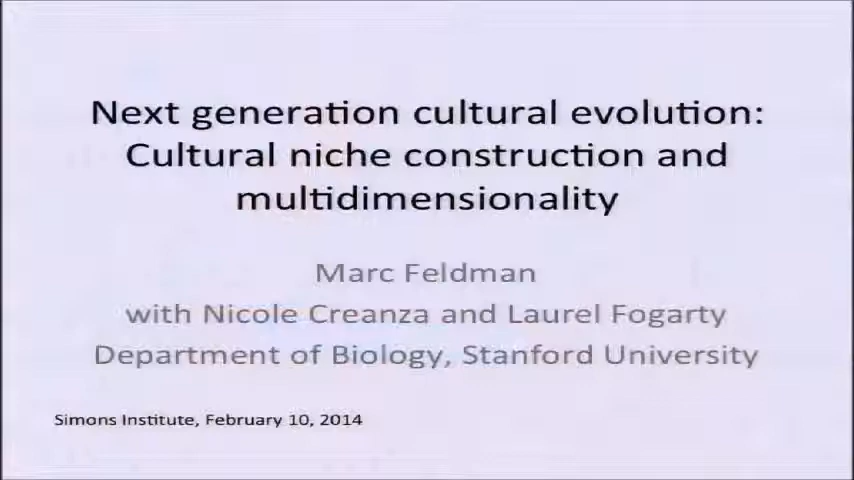 Next generation cultural evolution:
Cultural niche construction and
multidimensionality
Marc Feldman
with Nicole Creanza and Laurel Fogarty
Department of Biology, Stanford University
Simons Institute, February 10, 2014